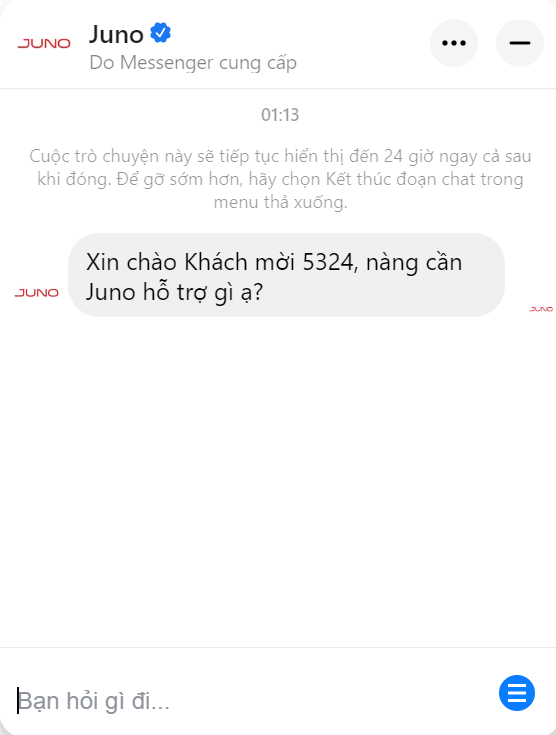 JUNO
Juno
Do Messenger cung cấp
01:13
Cuộc trò chuyện này sẽ tiếp tục hiển thị đến 24 giờ ngay cả sau
khi đóng. Để gỡ sớm hơn, hãy chọn Kết thúc đoạn chat trong
menu thả xuống.
Xin chào Khách mời 5324, nàng cần
Juno hỗ trợ gì ạ?
JUNO
JUNO
Bạn hỏi gì đi...